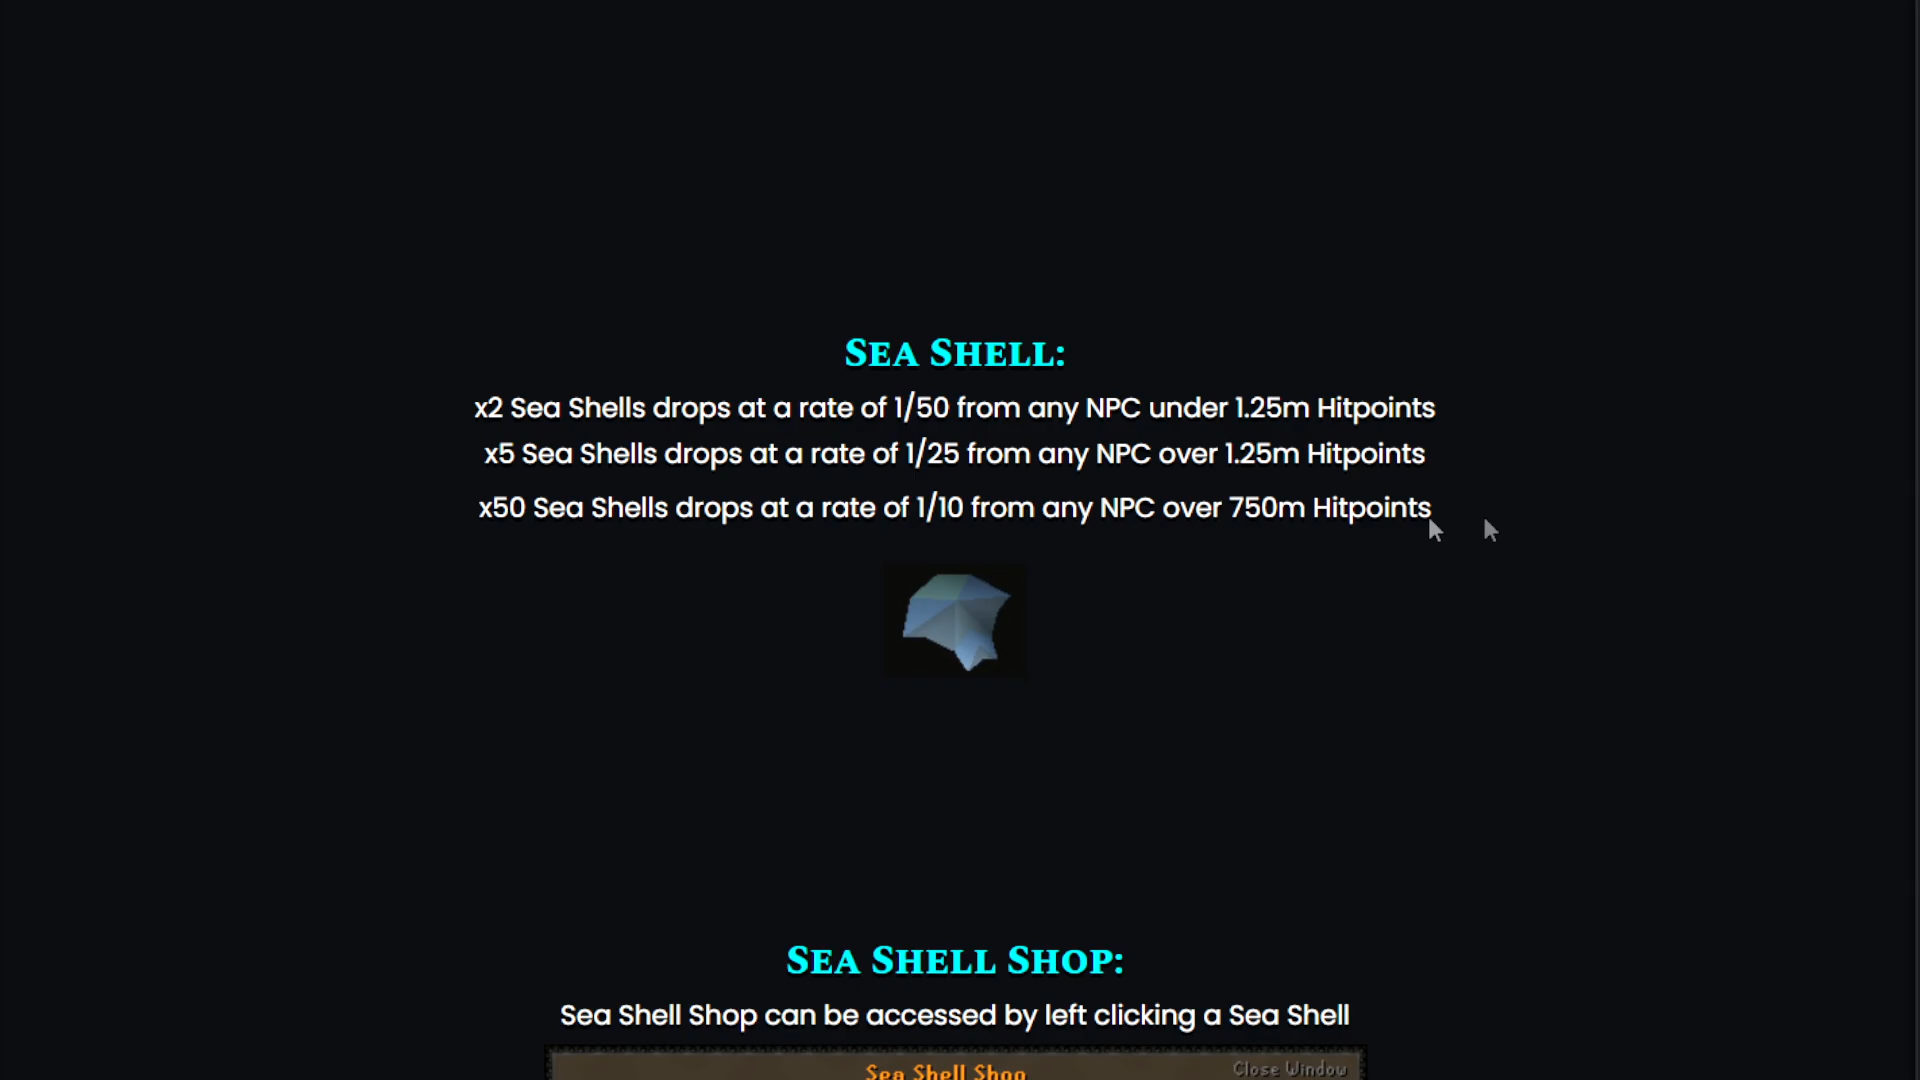 SEA SHELL:
x2 Sea Shells drops at a rate of 1/50 from any NPC under 1.25m Hitpoints
x5 Sea Shells drops at a rate of 1/25 from any NPC over 1.25m Hitpoints
x50 Sea Shells drops at a rate of 1/10 from any NPC over 750m Hitpoints
SEA SHELL SHOP:
Sea Shell Shop can be accessed by left clicking a Sea Shell
Sea Shell Shop
Close Window